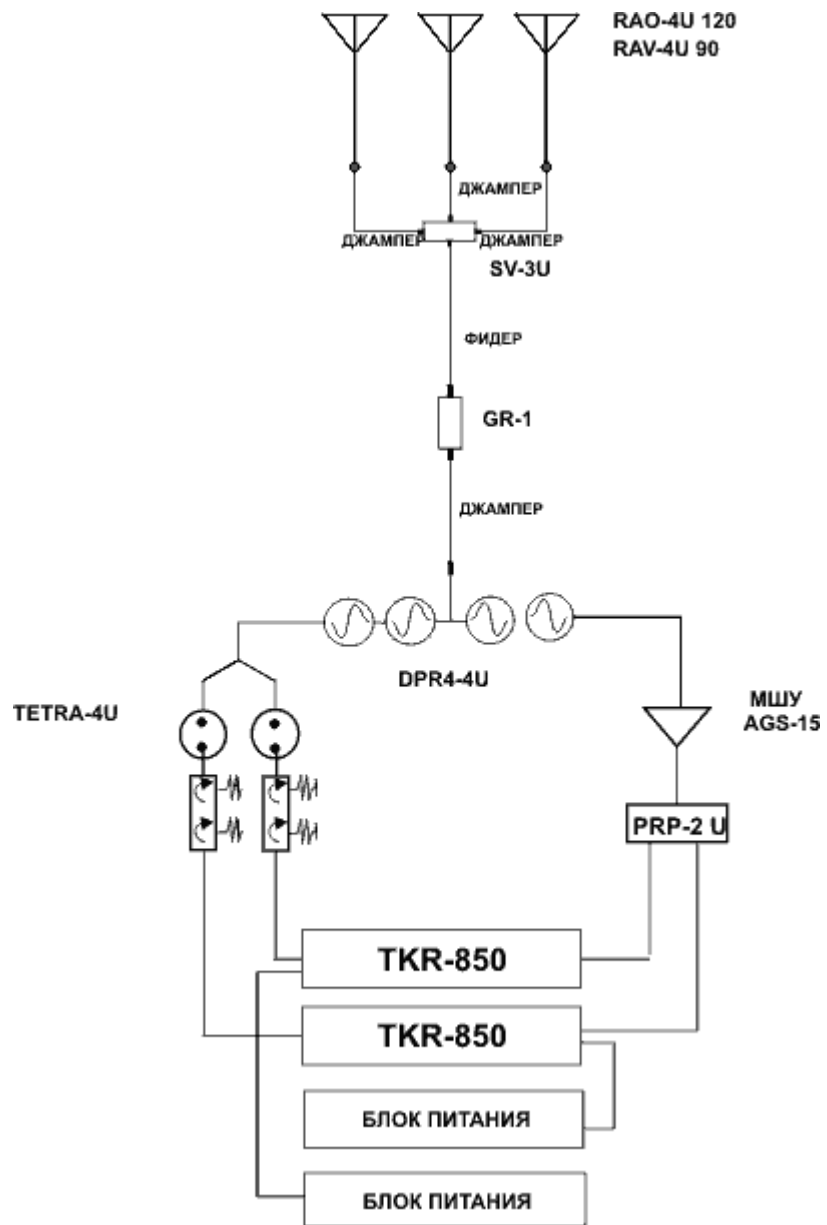 RAO-4U 120
RAV-4U 90
ДЖАМПЕР
ДЖАМПЕР
ДЖАМПЕР
SV-3U
ФИДЕР
GR-1
ДЖАМПЕР
DPR4-4U
TETRA-4U
МШУ
AGS-15
PRP-2 U
TKR-850
TKR-850
БЛОК ПИТАНИЯ
БЛОК ПИТАНИЯ